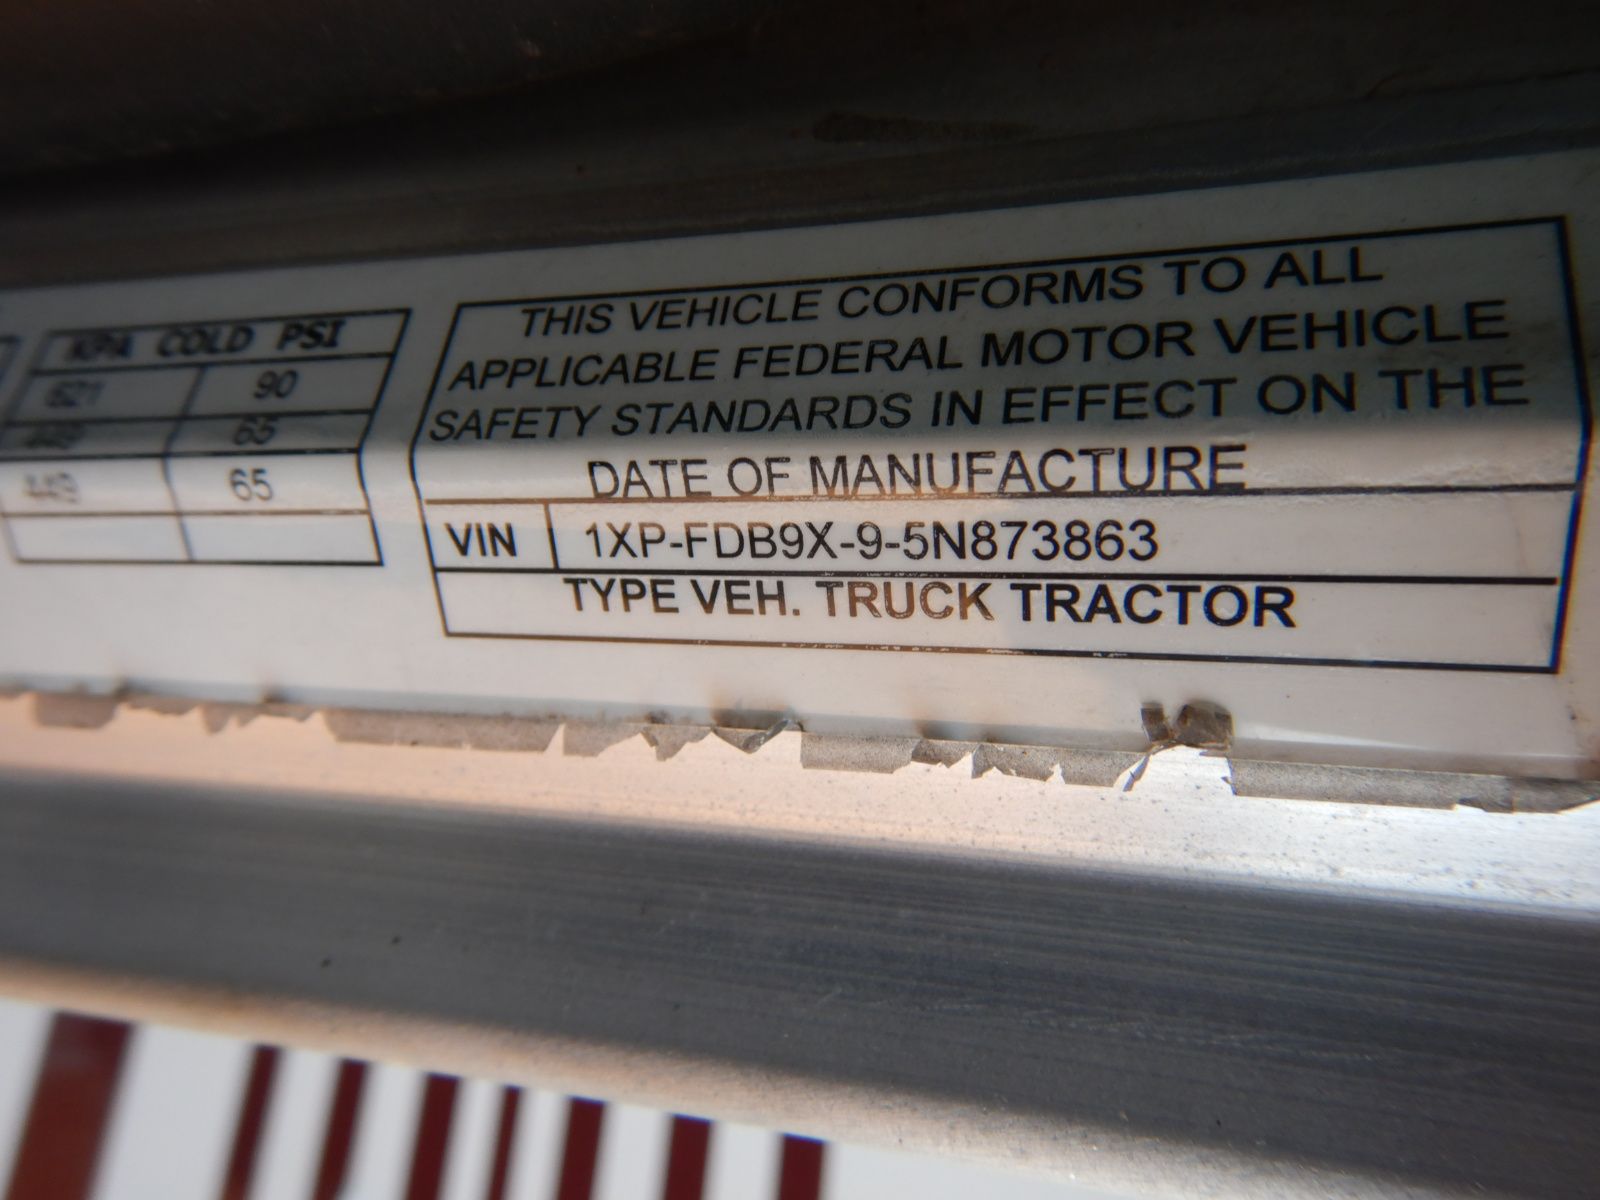 KPA COLD PSI
621 90
449 65
449 65
THIS VEHICLE CONFORMS TO ALL
APPLICABLE FEDERAL MOTOR VEHICLE
SAFETY STANDARDS IN EFFECT ON THE
DATE OF MANUFACTURE
VIN 1XP-FDB9X-9-5N873863
TYPE VEH. TRUCK TRACTOR